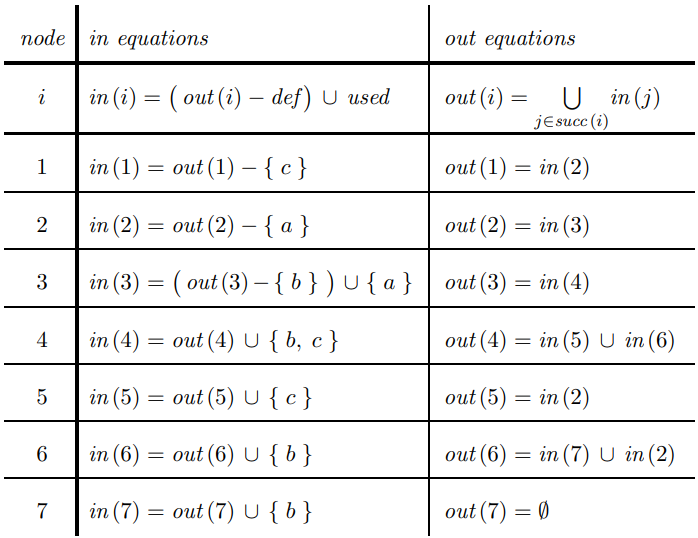 node in equations out equations
i in (i) = ( out (i) − def ) ∪ used out (i) = ⋃ in (j)
j∈succ (i)
1 in (1) = out (1) − { c } out (1) = in (2)
2 in (2) = out (2) − { a } out (2) = in (3)
3 in (3) = ( out (3) − { b } ) ∪ { a } out (3) = in (4)
4 in (4) = out (4) ∪ { b, c } out (4) = in (5) ∪ in (6)
5 in (5) = out (5) ∪ { c } out (5) = in (2)
6 in (6) = out (6) ∪ { b } out (6) = in (7) ∪ in (2)
7 in (7) = out (7) ∪ { b } out (7) = ∅